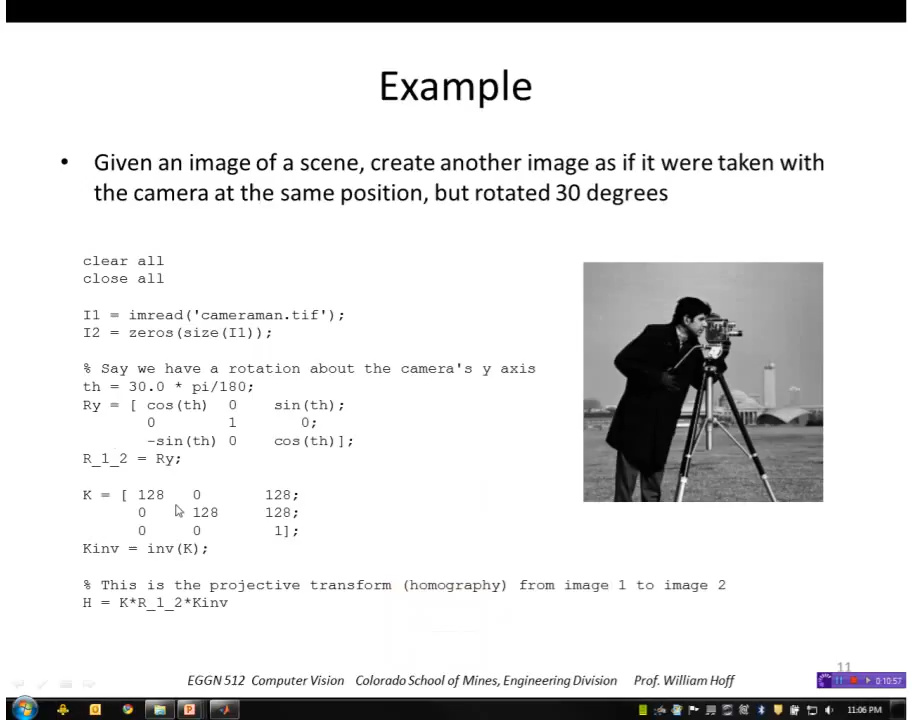 Example
• Given an image of a scene, create another image as if it were taken with
the camera at the same position, but rotated 30 degrees
clear all
close all
I1 = imread('cameraman.tif');
I2 = zeros(size(I1));
% Say we have a rotation about the camera's y axis
th = 30.0 * pi/180;
Ry = [ cos(th) 0 sin(th);
0 1 0;
-sin(th) 0 cos(th)];
R_1_2 = Ry;
K = [ 128 0 128;
0 128 128;
0 0 1];
Kinv = inv(K);
% This is the projective transform (homography) from image 1 to image 2
H = K*R_1_2*Kinv
11
EGGN 512 Computer Vision Colorado School of Mines, Engineering Division Prof. William Hoff
0:10:57
11:06 PM